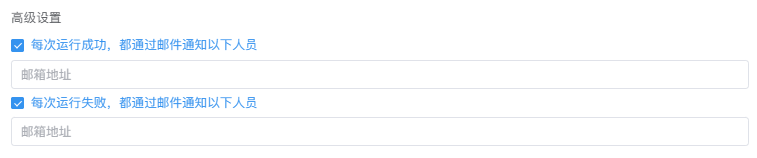 高级设置
每次运行成功，都通过邮件通知以下人员
邮箱地址
每次运行失败，都通过邮件通知以下人员
邮箱地址